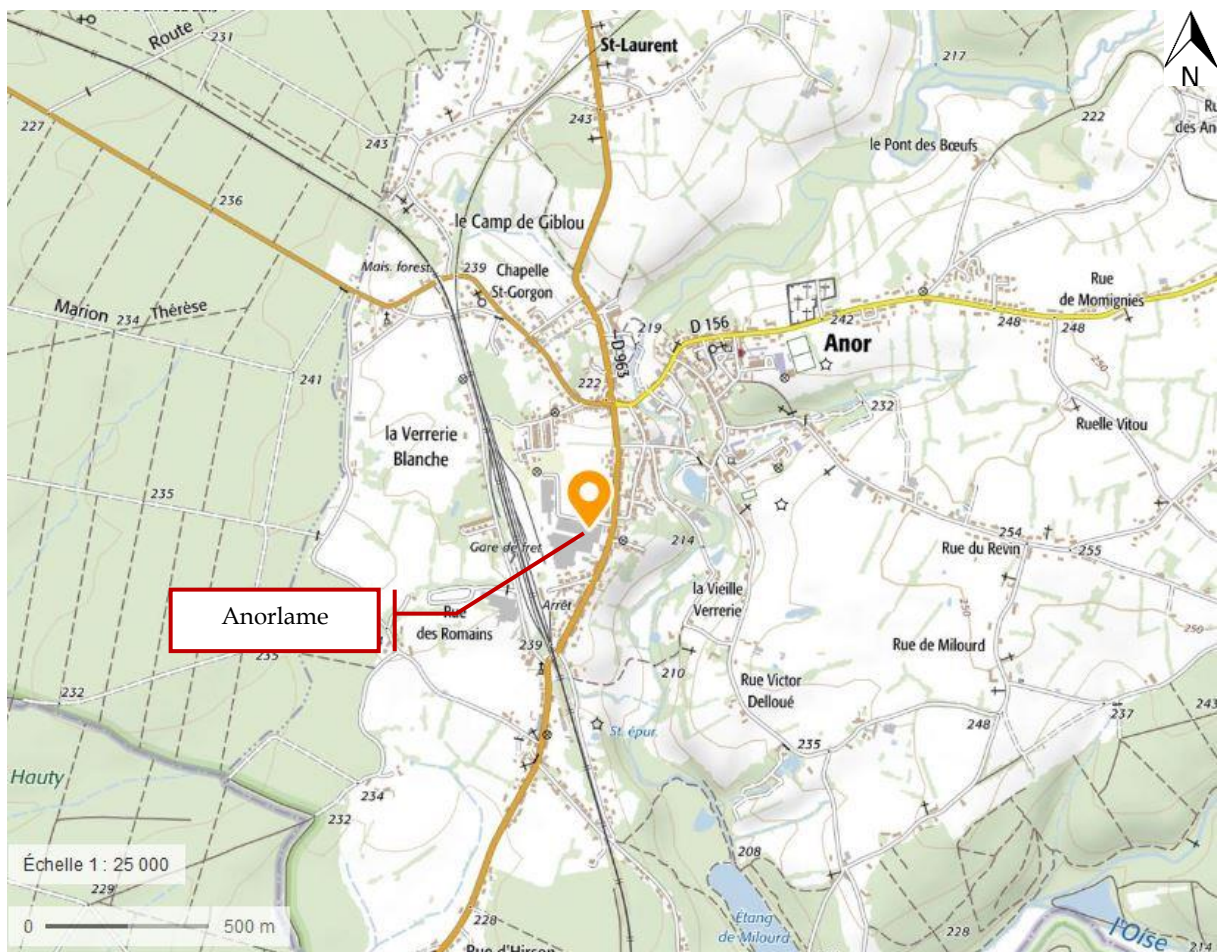 Route
231
St-Laurent
217
N
227
243
243
222
le Pont des Bœufs
236
le Camp de Giblou
Mais. forest.
239
Chapelle
St-Gorgon
Rue
de Momignies
Marion
234
Thérèse
219
D 156
242
248
248
Anor
D 963
241
222
250
232
Ruelle Vitou
la Verrerie
Blanche
235
254
Gare de fret
214
Rue du Revin
255
la Vieille
Verrerie
Anorlame
Arrêt
Rue
des Romains
250
250
239
Rue de Milourd
235
232
210
Rue Victor
Delloué
237
243
248
St. épur.
235
Hauty
234
232
208
Échelle 1 : 25 000
229
0
500 m
228
Étang
de Milourd
228
l'Oise
214
Rue d'Hirson